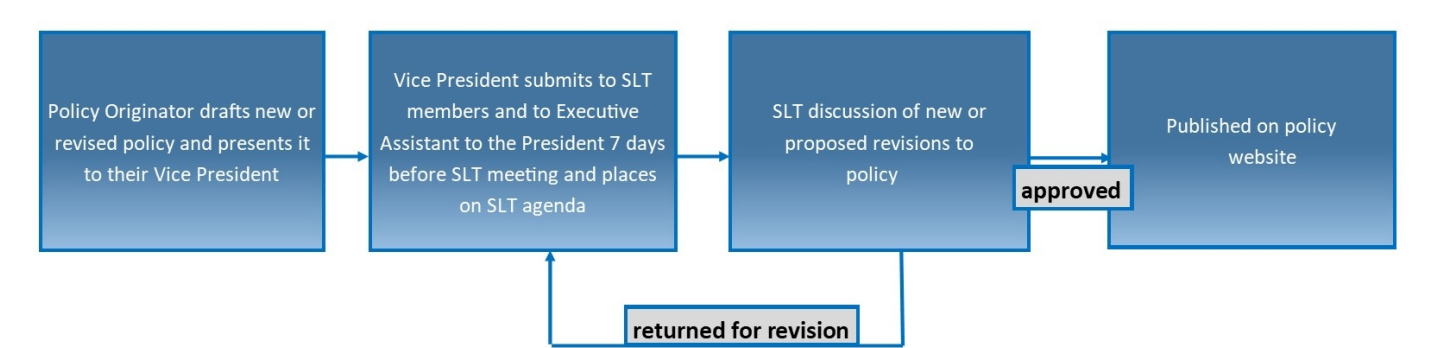 Policy Originator drafts new or
revised policy and presents it
to their Vice President
Vice President submits to SLT
members and to Executive
Assistant to the President 7 days
before SLT meeting and places
on SLT agenda
SLT discussion of new or
proposed revisions to
policy
approved
Published on policy
website
returned for revision